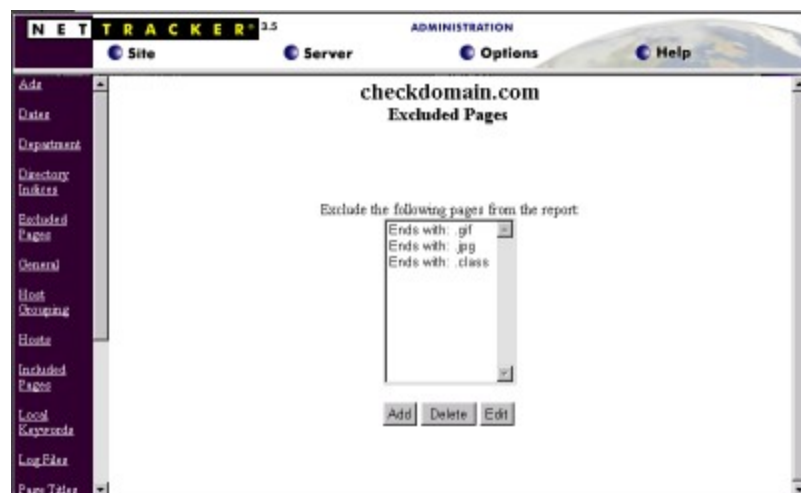 NET TRACKER® 3.5
ADMINISTRATION
Site Server Options Help
Ads
Dates
Department
Directory
Indices
Excluded
Pages
General
Host
Grouping
Hosts
Included
Pages
Local
Keywords
Log Files
Page Titles
checkdomain.com
Excluded Pages
Exclude the following pages from the report:
Ends with: .gif
Ends with: .jpg
Ends with: .class
Add Delete Edit